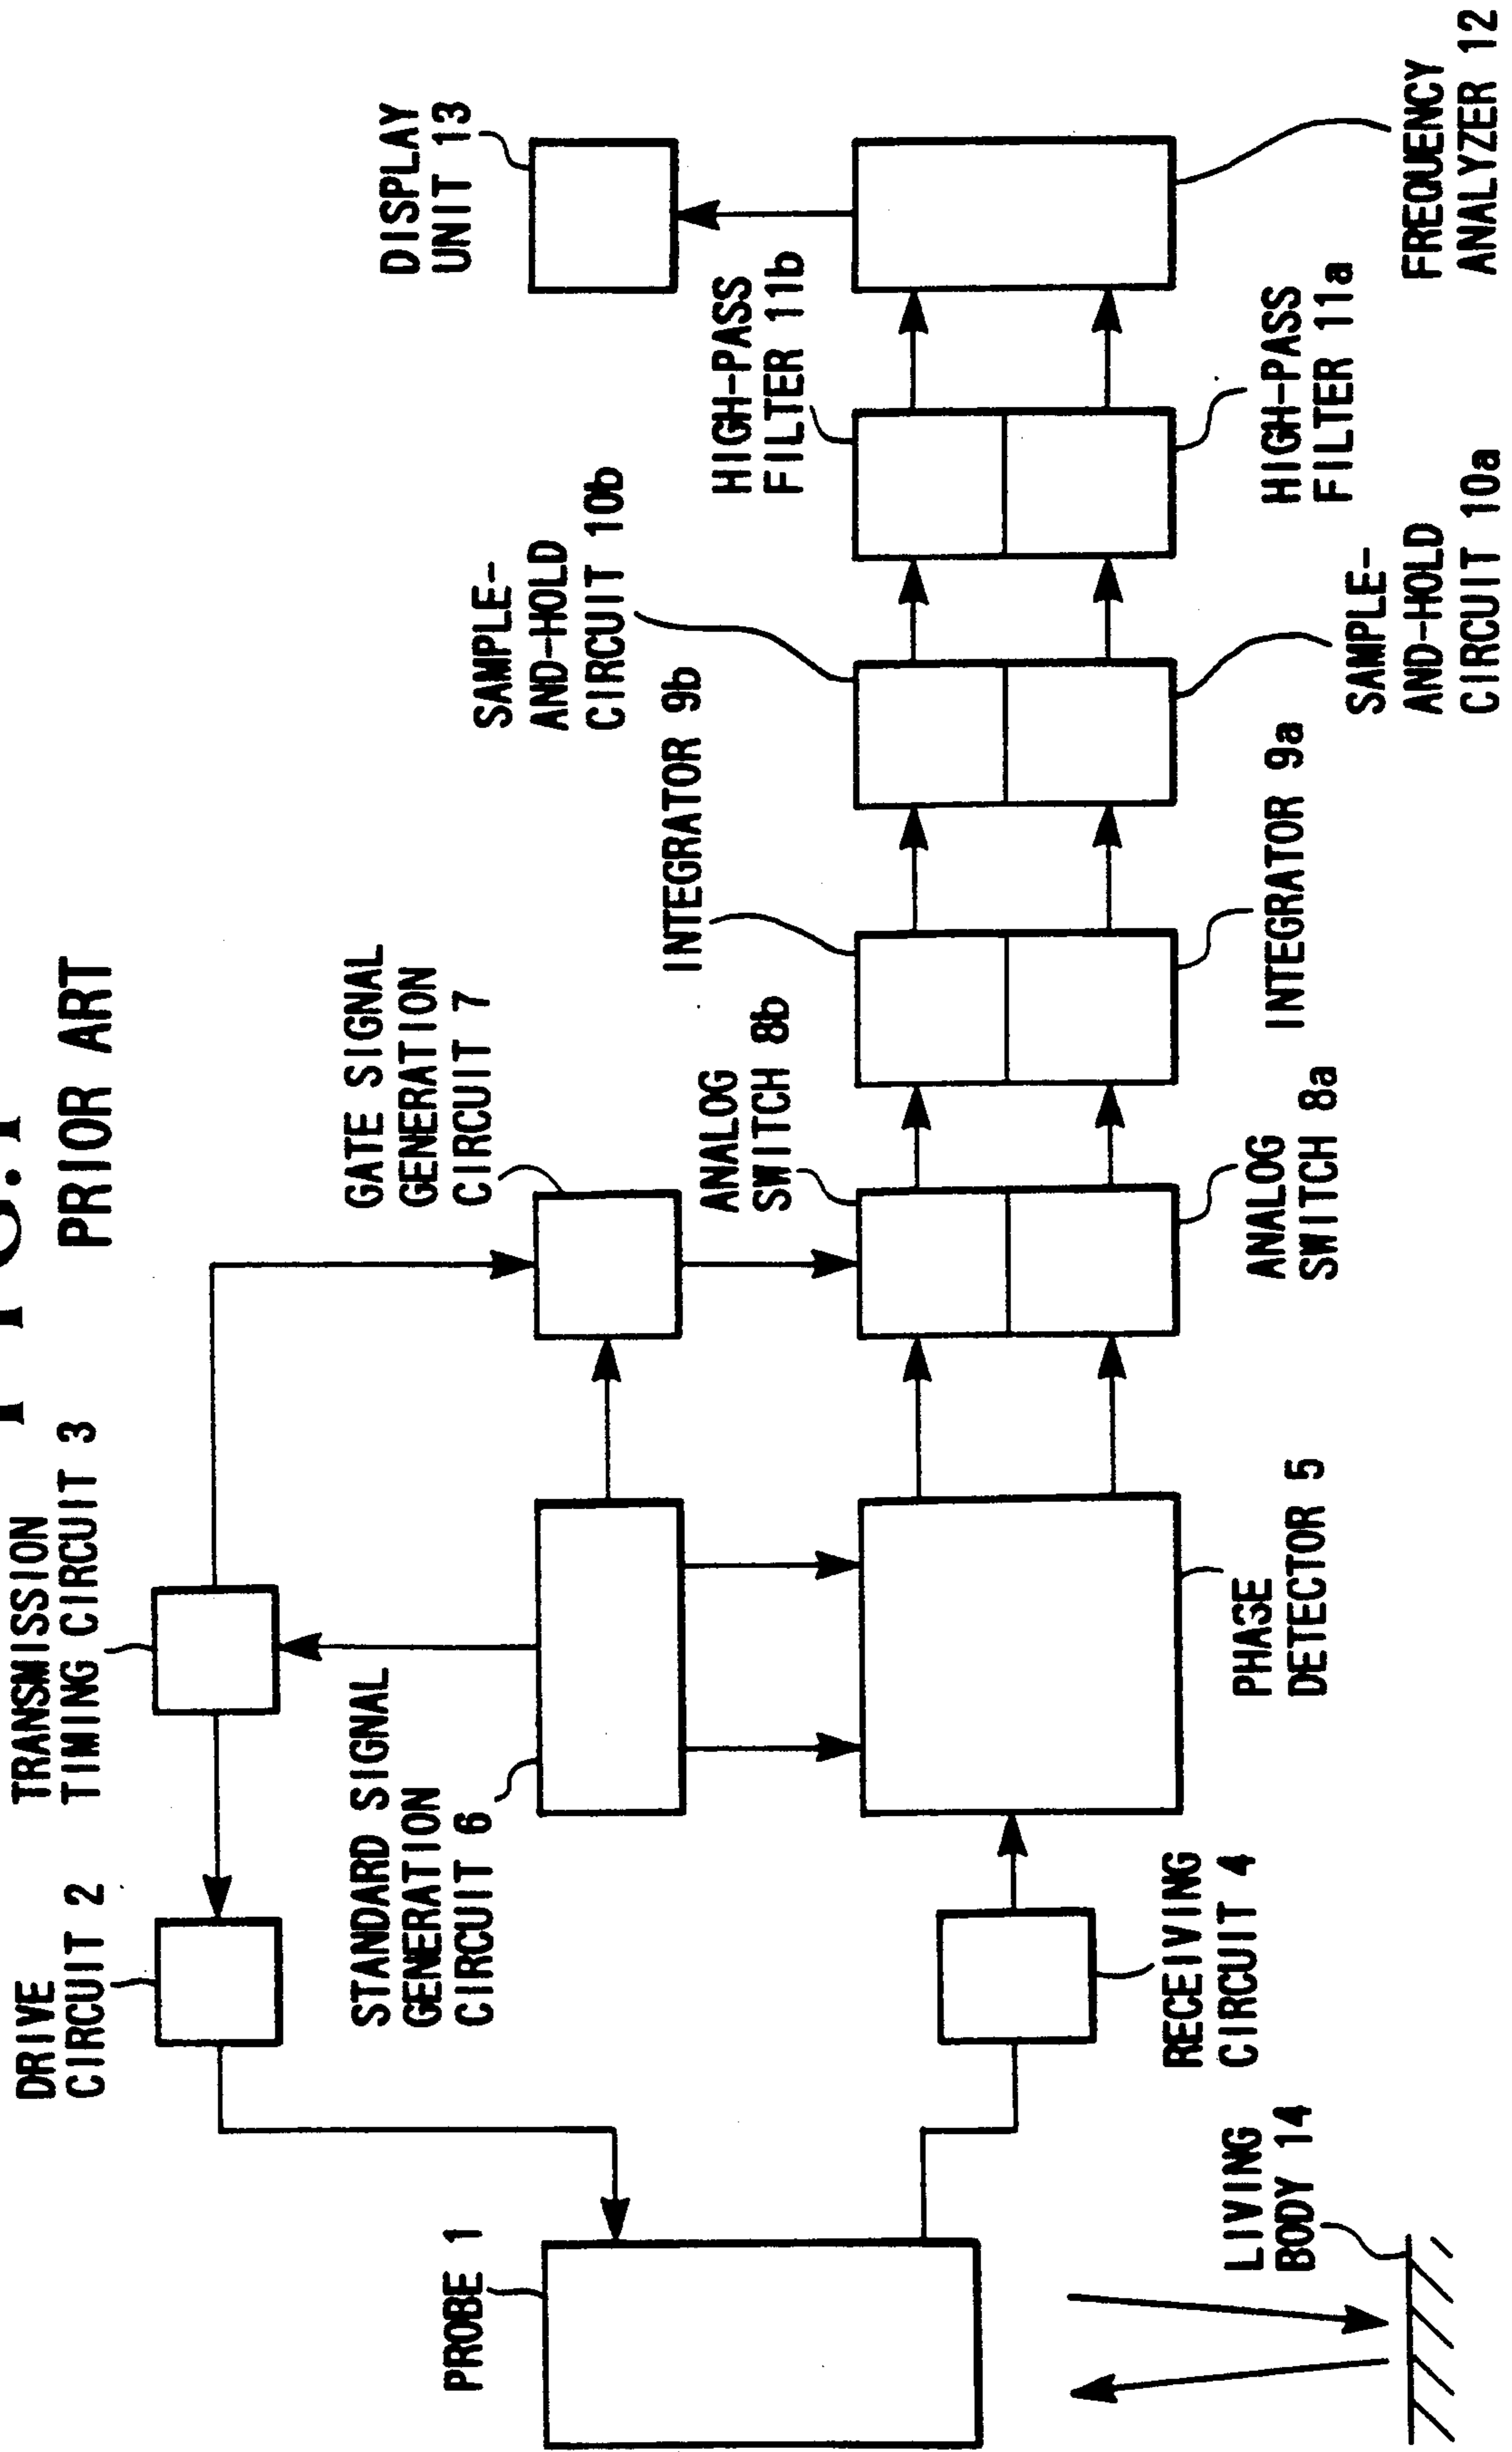 PRIOR ART
TRANSMISSION
TIMING CIRCUIT 3
DRIVE
CIRCUIT 2
GATE SIGNAL
GENERATION
CIRCUIT 7
STANDARD SIGNAL
GENERATION
CIRCUIT 6
DISPLAY
UNIT 13
PROBE 1
SAMPLE-
AND-HOLD
CIRCUIT 10b
INTEGRATOR 9b
ANALOG
SWITCH 8b
HIGH-PASS
FILTER 11b
RECEIVING
CIRCUIT 4
LIVING
BODY 14
PHASE
DETECTOR 5
ANALOG
SWITCH 8a
INTEGRATOR 9a
SAMPLE-
AND-HOLD
CIRCUIT 10a
HIGH-PASS
FILTER 11a
FREQUENCY
ANALYZER 12